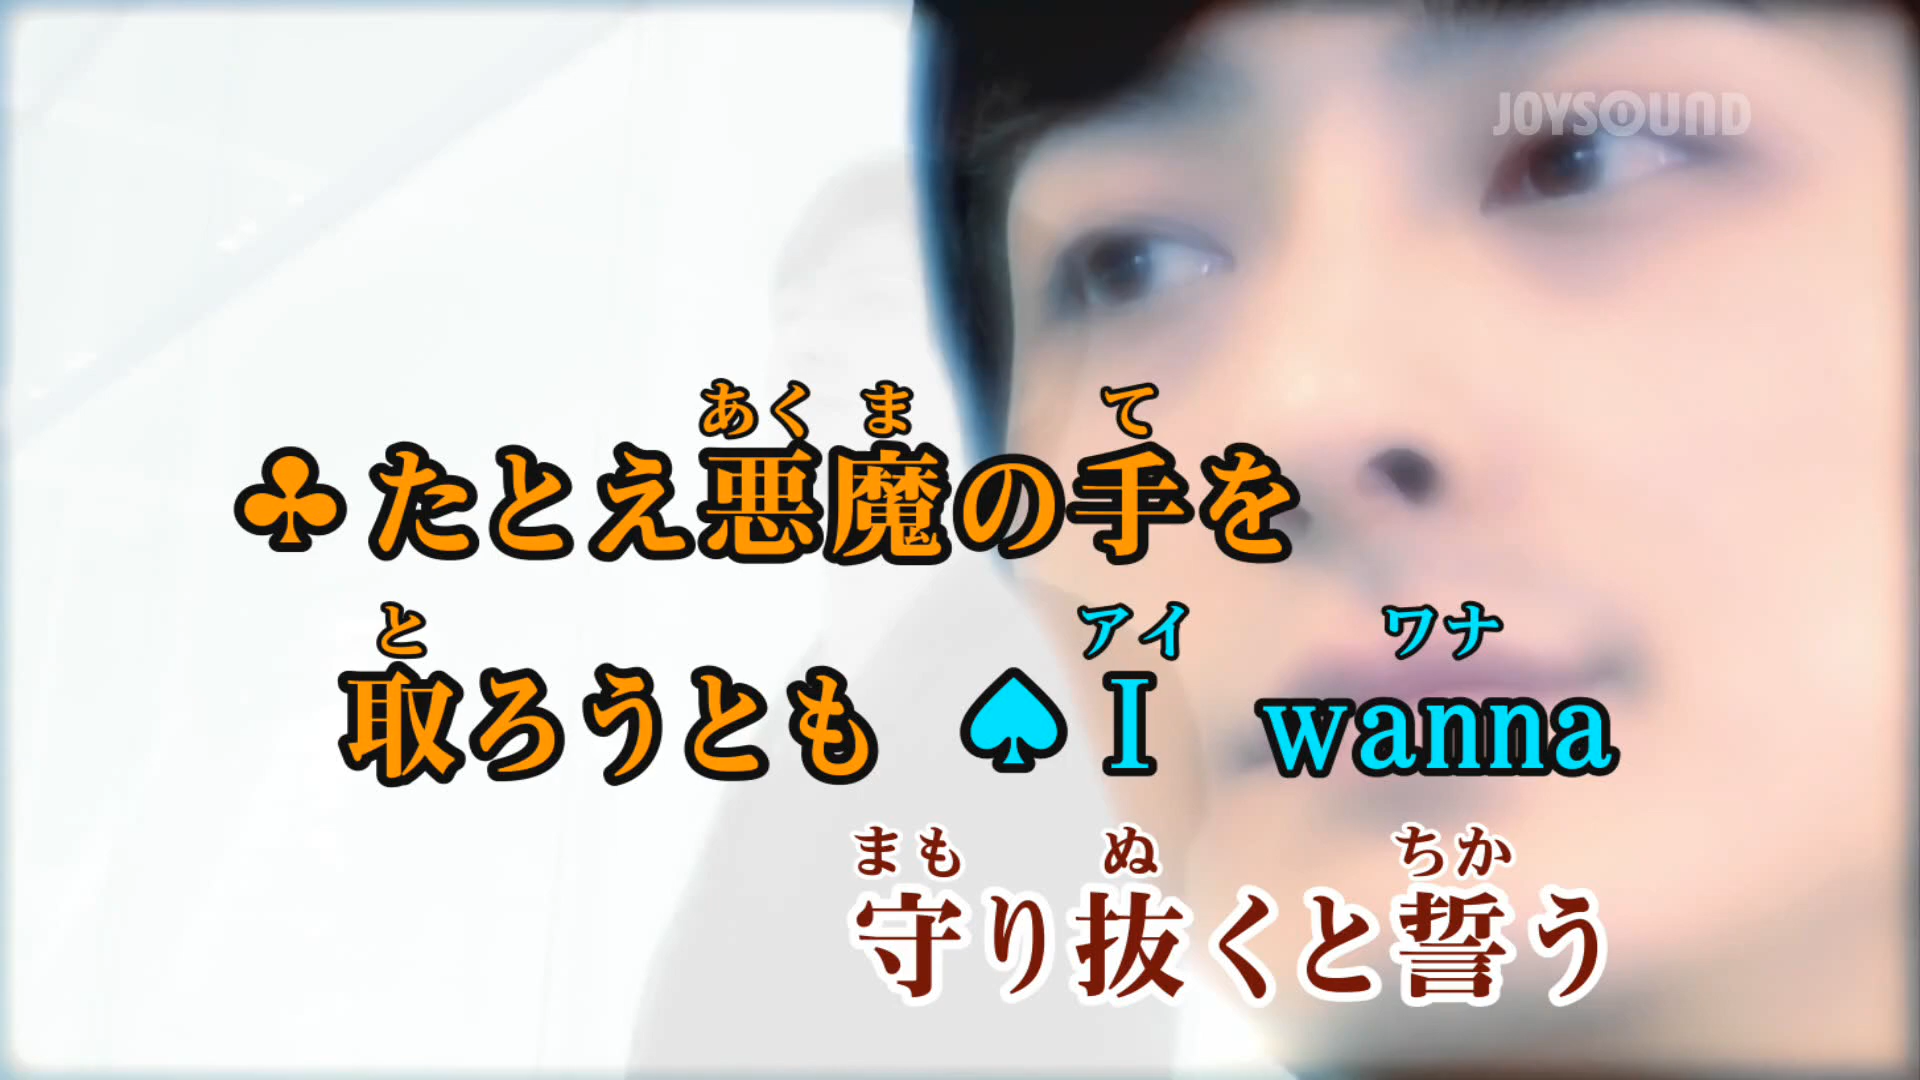 JOYSOUND
あくま て
♣たとえ悪魔の手を
と アイ ワナ
取ろうとも ♠I wanna
まも ぬ ちか
守り抜くと誓う